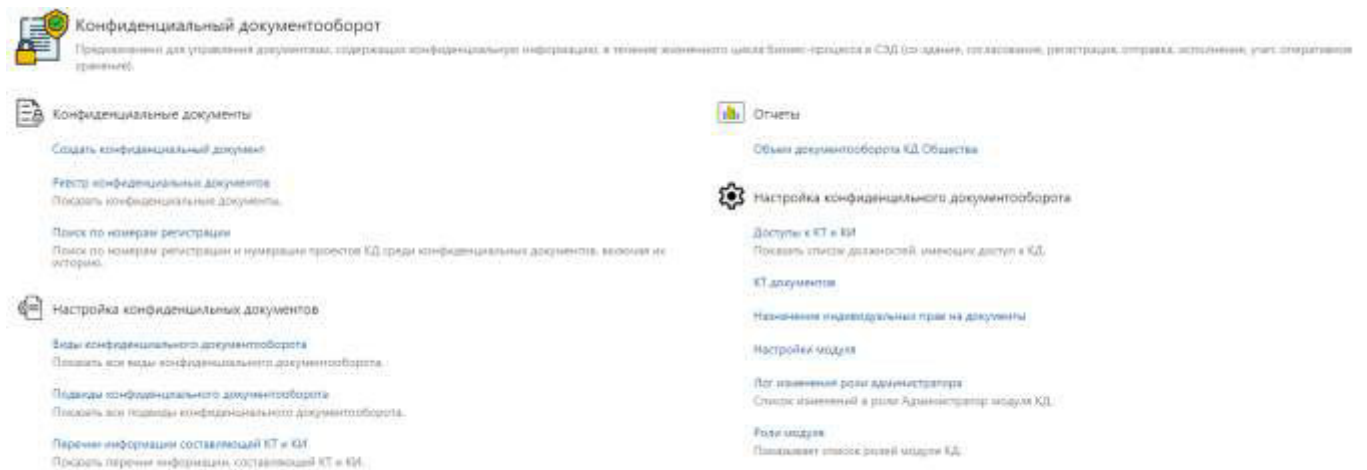 Конфиденциальный документооборот
Предназначен для управления документами, содержащих конфиденциальную информацию, в течение жизненного цикла бизнес-процесса в СЭД (создание, согласование, регистрация, отправка, исполнение, учет, оперативное
хранение).
Конфиденциальные документы
Создать конфиденциальный документ
Реестр конфиденциальных документов
Показать конфиденциальные документы.
Поиск по номерам регистрации
Поиск по номерам регистрации и нумерации проектов КД среди конфиденциальных документов, включая их
историю.
Настройка конфиденцильных документов
Виды конфиденциального документооборота
Показать все виды конфиденциального документооборота.
Подвиды конфиденциального документооборота
Показать все подвиды конфиденциального документооборота.
Перечни информации составляющей КТ и КИ
Показать перечни информации, составляющей КТ и КИ.
Отчеты
Объем документооборота КД Общества
Настройка конфиденцильного документооборота
Доступы к КТ и КИ
Показать список должностей, имеющих доступ к КД.
КТ документов
Назначение индивидуальных прав на документы
Настройки модуля
Лог изменения роли администратора
Список изменений в роли Администратор модуля КД.
Роли модуля
Показывает список ролей модуля КД.